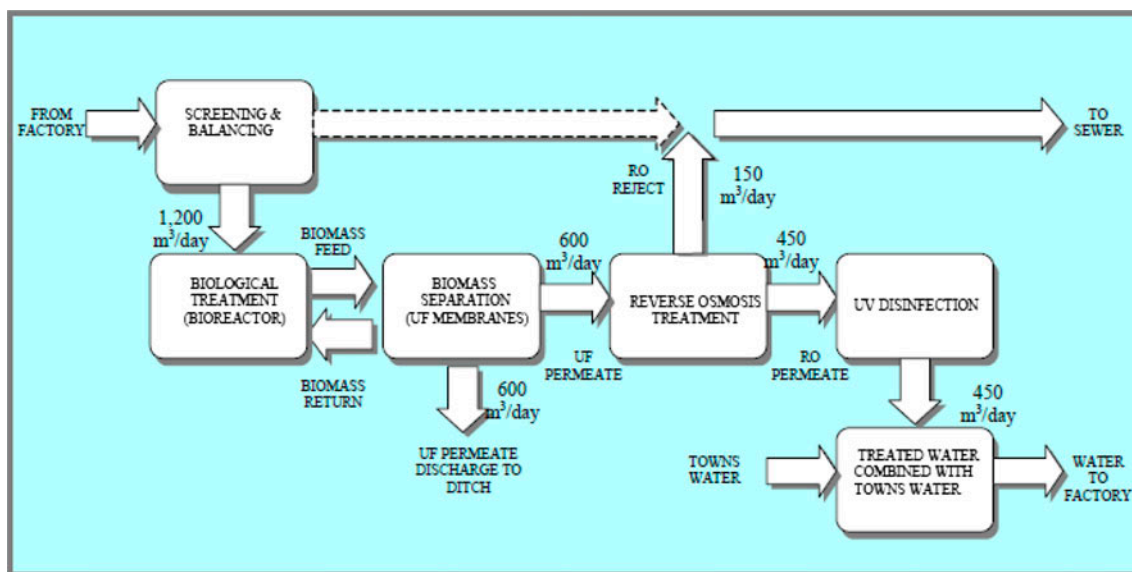 FROM
FACTORY
SCREENING &
BALANCING
TO
SEWER
RO
REJECT
150
m³/day
1,200
m³/day
BIOMASS
FEED
600
m³/day
450
m³/day
BIOLOGICAL
TREATMENT
(BIOREACTOR)
BIOMASS
SEPARATION
(UF MEMBRANES)
REVERSE OSMOSIS
TREATMENT
UV DISINFECTION
BIOMASS
RETURN
UF
PERMEATE
RO
PERMEATE
600
m³/day
450
m³/day
UF PERMEATE
DISCHARGE TO
DITCH
TOWNS
WATER
TREATED WATER
COMBINED WITH
TOWNS WATER
WATER
TO
FACTORY